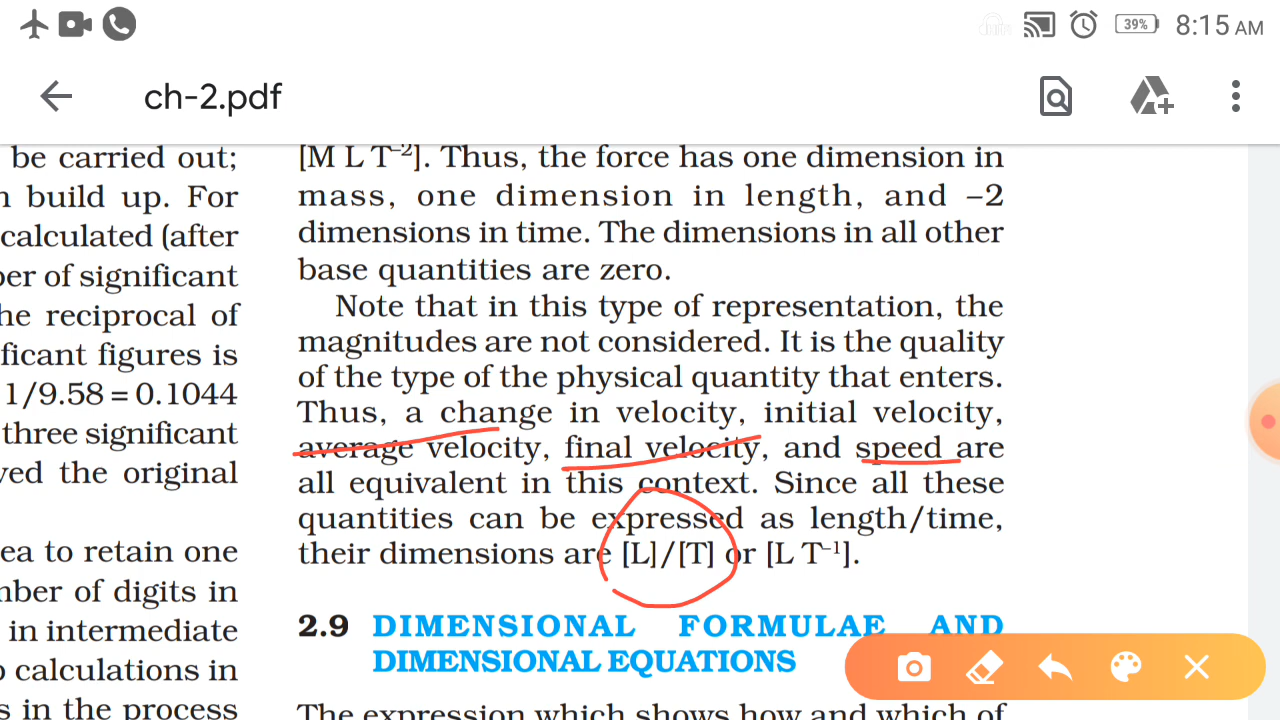 39%
8:15 AM
ch-2.pdf
be carried out;
build up. For
calculated (after
er of significant
he reciprocal of
ficant figures is
1/9.58 = 0.1044
three significant
ved the original
ea to retain one
mber of digits in
in intermediate
calculations in
s in the process
[M L T–2]. Thus, the force has one dimension in
mass, one dimension in length, and –2
dimensions in time. The dimensions in all other
base quantities are zero.
Note that in this type of representation, the
magnitudes are not considered. It is the quality
of the type of the physical quantity that enters.
Thus, a change in velocity, initial velocity,
average velocity, final velocity, and speed are
all equivalent in this context. Since all these
quantities can be expressed as length/time,
their dimensions are [L]/[T] or [L T–1].
2.9 DIMENSIONAL FORMULAE AND
DIMENSIONAL EQUATIONS
The expression which shows how and which of